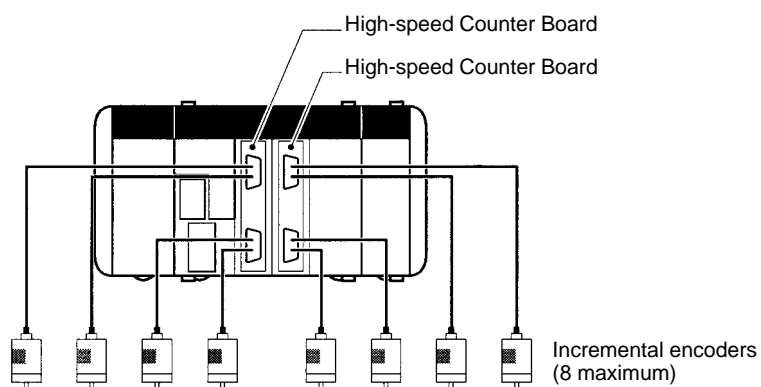 High-speed Counter Board
High-speed Counter Board
Incremental encoders
(8 maximum)